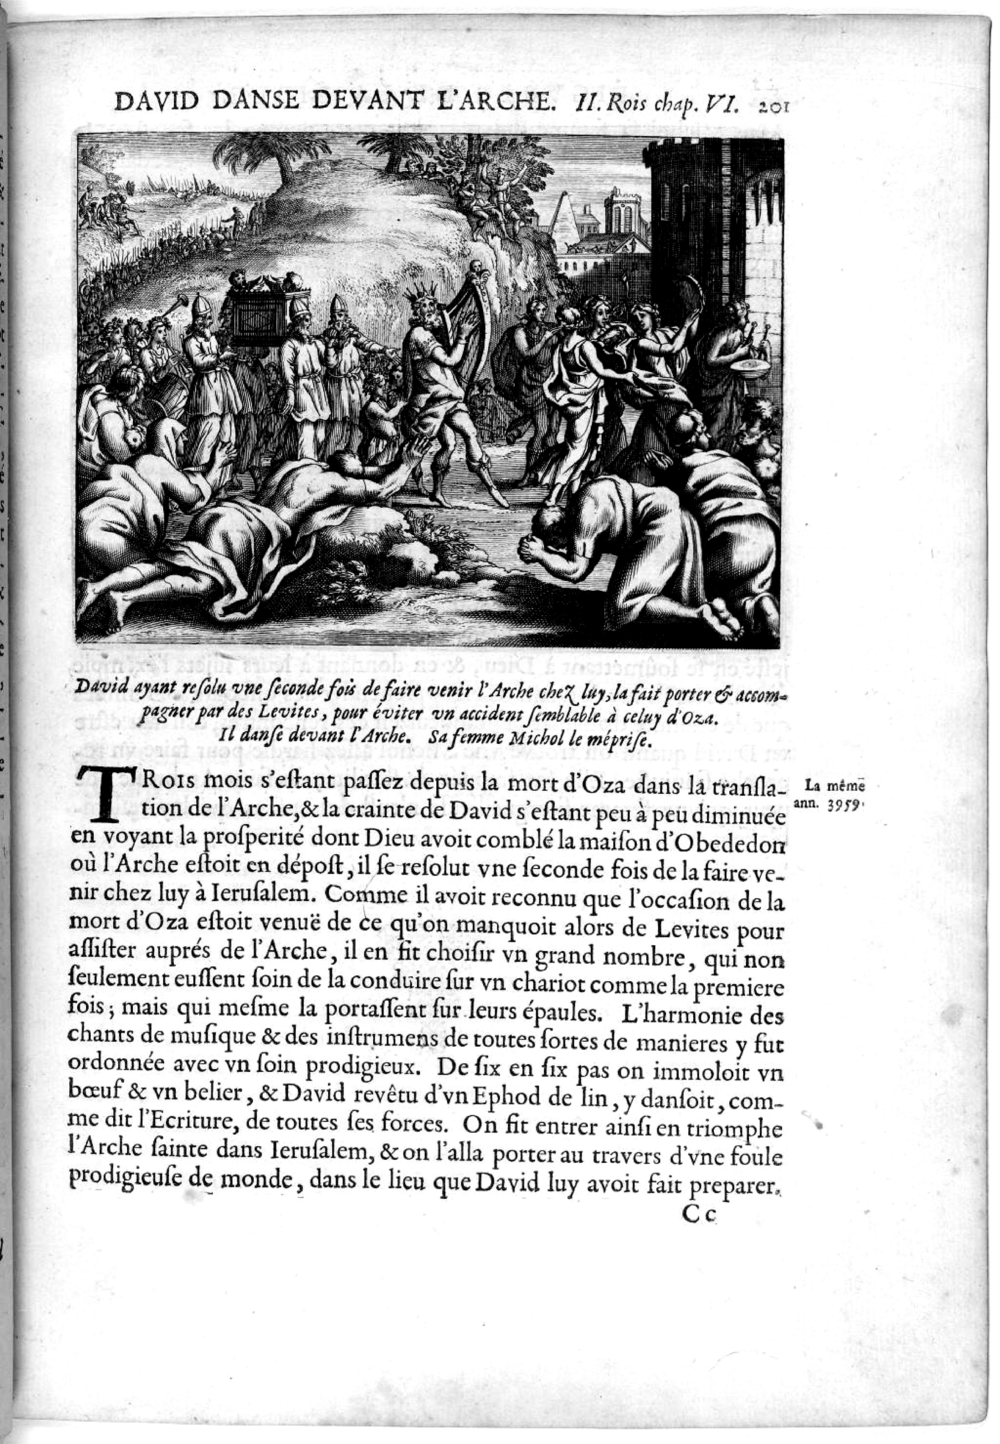 DAVID DANSE DEVANT L'ARCHE. II. Rois chap. VI. 201
David ayant reſolu vne ſeconde fois de faire venir l'Arche chez luy, la fait porter & accom-
pagner par des Levites, pour éviter vn accident ſemblable à celuy d'Oza.
Il danſe devant l'Arche. Sa femme Michol le mépriſe.
TROIS mois s'eſtant paſſez depuis la mort d'Oza dans la tranſla-
tion de l'Arche, & la crainte de David s'eſtant peu à peu diminuée
en voyant la proſperité dont Dieu avoit comblé la maiſon d'Obededon
où l'Arche eſtoit en dépoſt, il ſe reſolut vne ſeconde fois de la faire ve-
nir chez luy à Ieruſalem. Comme il avoit reconnu que l'occaſion de la
mort d'Oza eſtoit venuë de ce qu'on manquoit alors de Levites pour
aſſiſter auprés de l'Arche, il en fit choiſir vn grand nombre, qui non
ſeulement euſſent ſoin de la conduire ſur vn chariot comme la premiere
fois; mais qui meſme la portaſſent ſur leurs épaules. L'harmonie des
chants de muſique & des inſtrumens de toutes ſortes de manieres y fut
ordonnée avec vn ſoin prodigieux. De ſix en ſix pas on immoloit vn
bœuf & vn belier, & David revêtu d'vn Ephod de lin, y danſoit, com-
me dit l'Ecriture, de toutes ſes forces. On fit entrer ainſi en triomphe
l'Arche ſainte dans Ieruſalem, & on l'alla porter au travers d'vne foule
prodigieuſe de monde, dans le lieu que David luy avoit fait preparer.
La même
ann. 3959.
C c